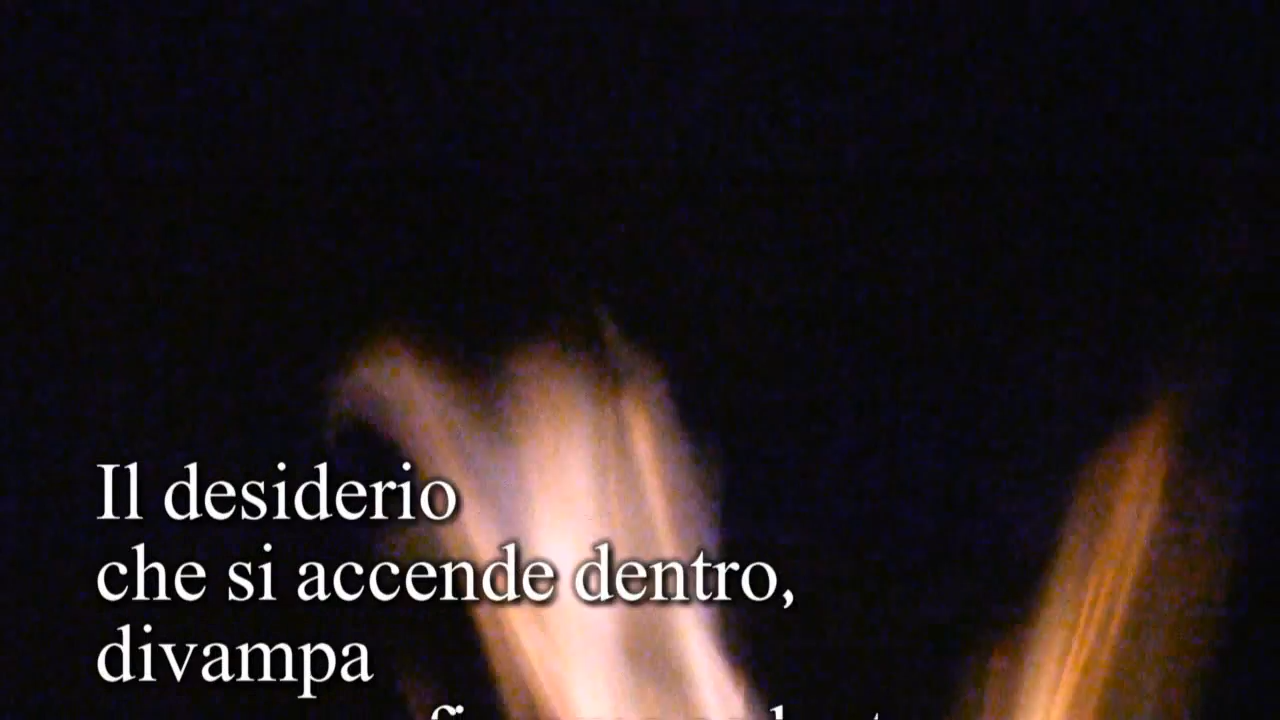 Il desiderio
che si accende dentro,
divampa